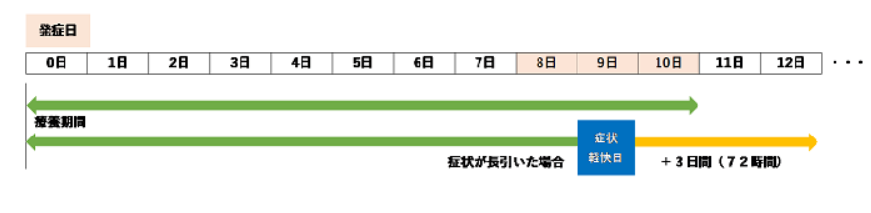 発症日
0日 1日 2日 3日 4日 5日 6日 7日 8日 9日 10日 11日 12日 ・・・
療養期間
症状が長引いた場合
症状
軽快日
＋３日間（７２時間）